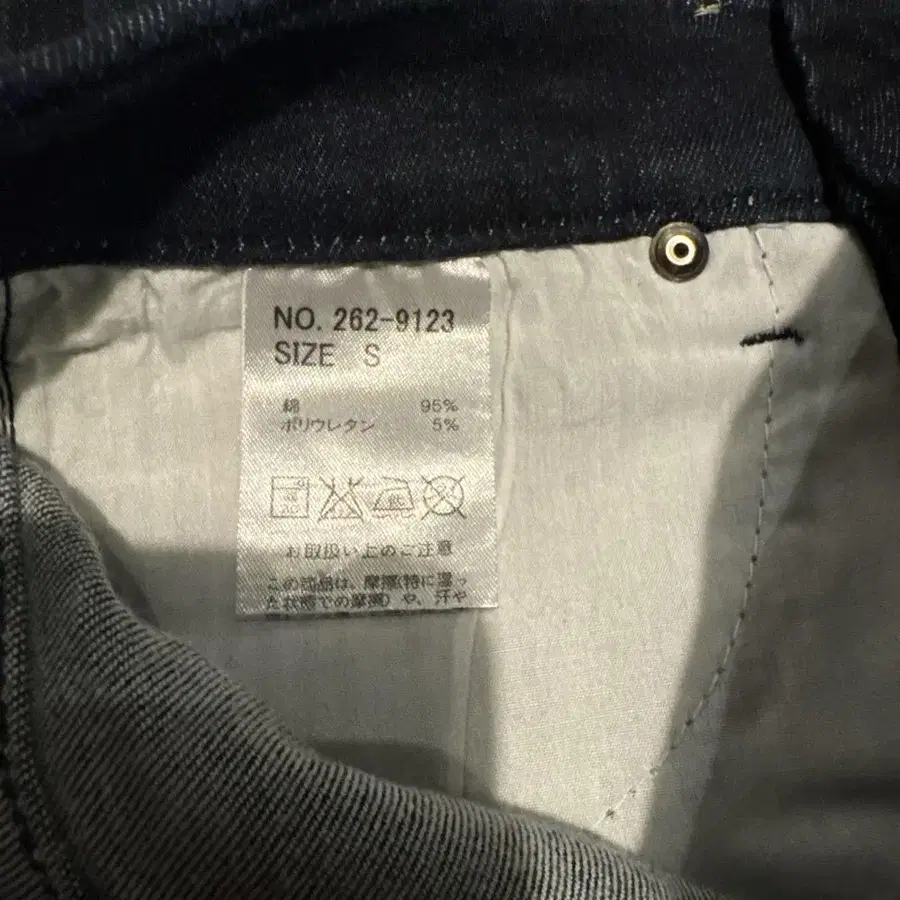 NO. 262-9123
SIZE S
綿 95%
ポリウレタン 5%
お取扱い上のご注意
この商品は、摩擦(特に湿っ
た状態での摩擦)や、汗や